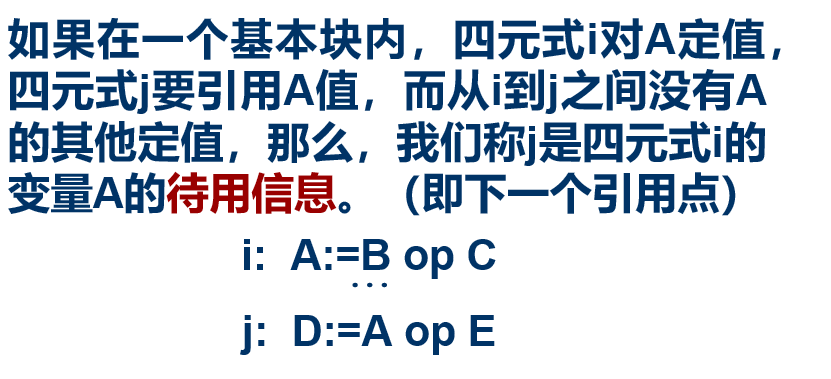 如果在一个基本块内，四元式i对A定值，
四元式j要引用A值，而从i到j之间没有A
的其他定值，那么，我们称j是四元式i的
变量A的待用信息。（即下一个引用点）
i: A:=B op C
...
j: D:=A op E